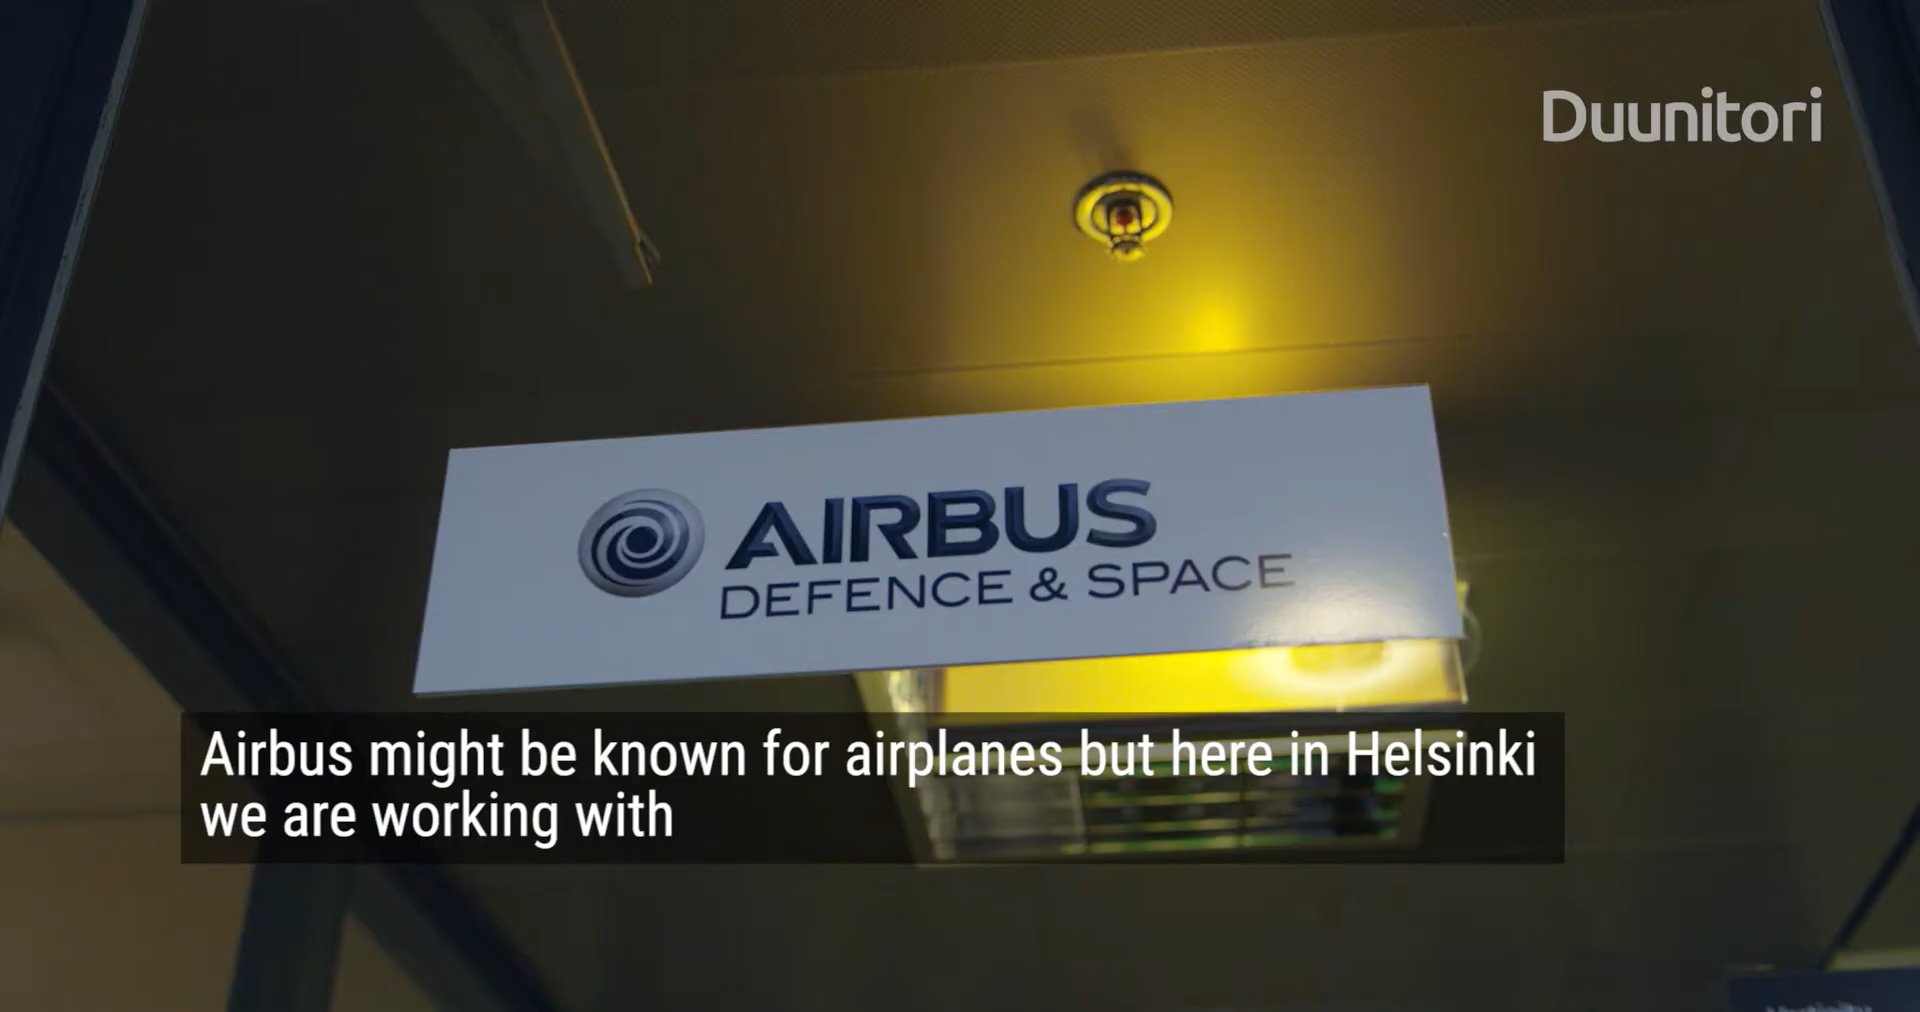 Duunitori
AIRBUS
DEFENCE & SPACE
Airbus might be known for airplanes but here in Helsinki
we are working with